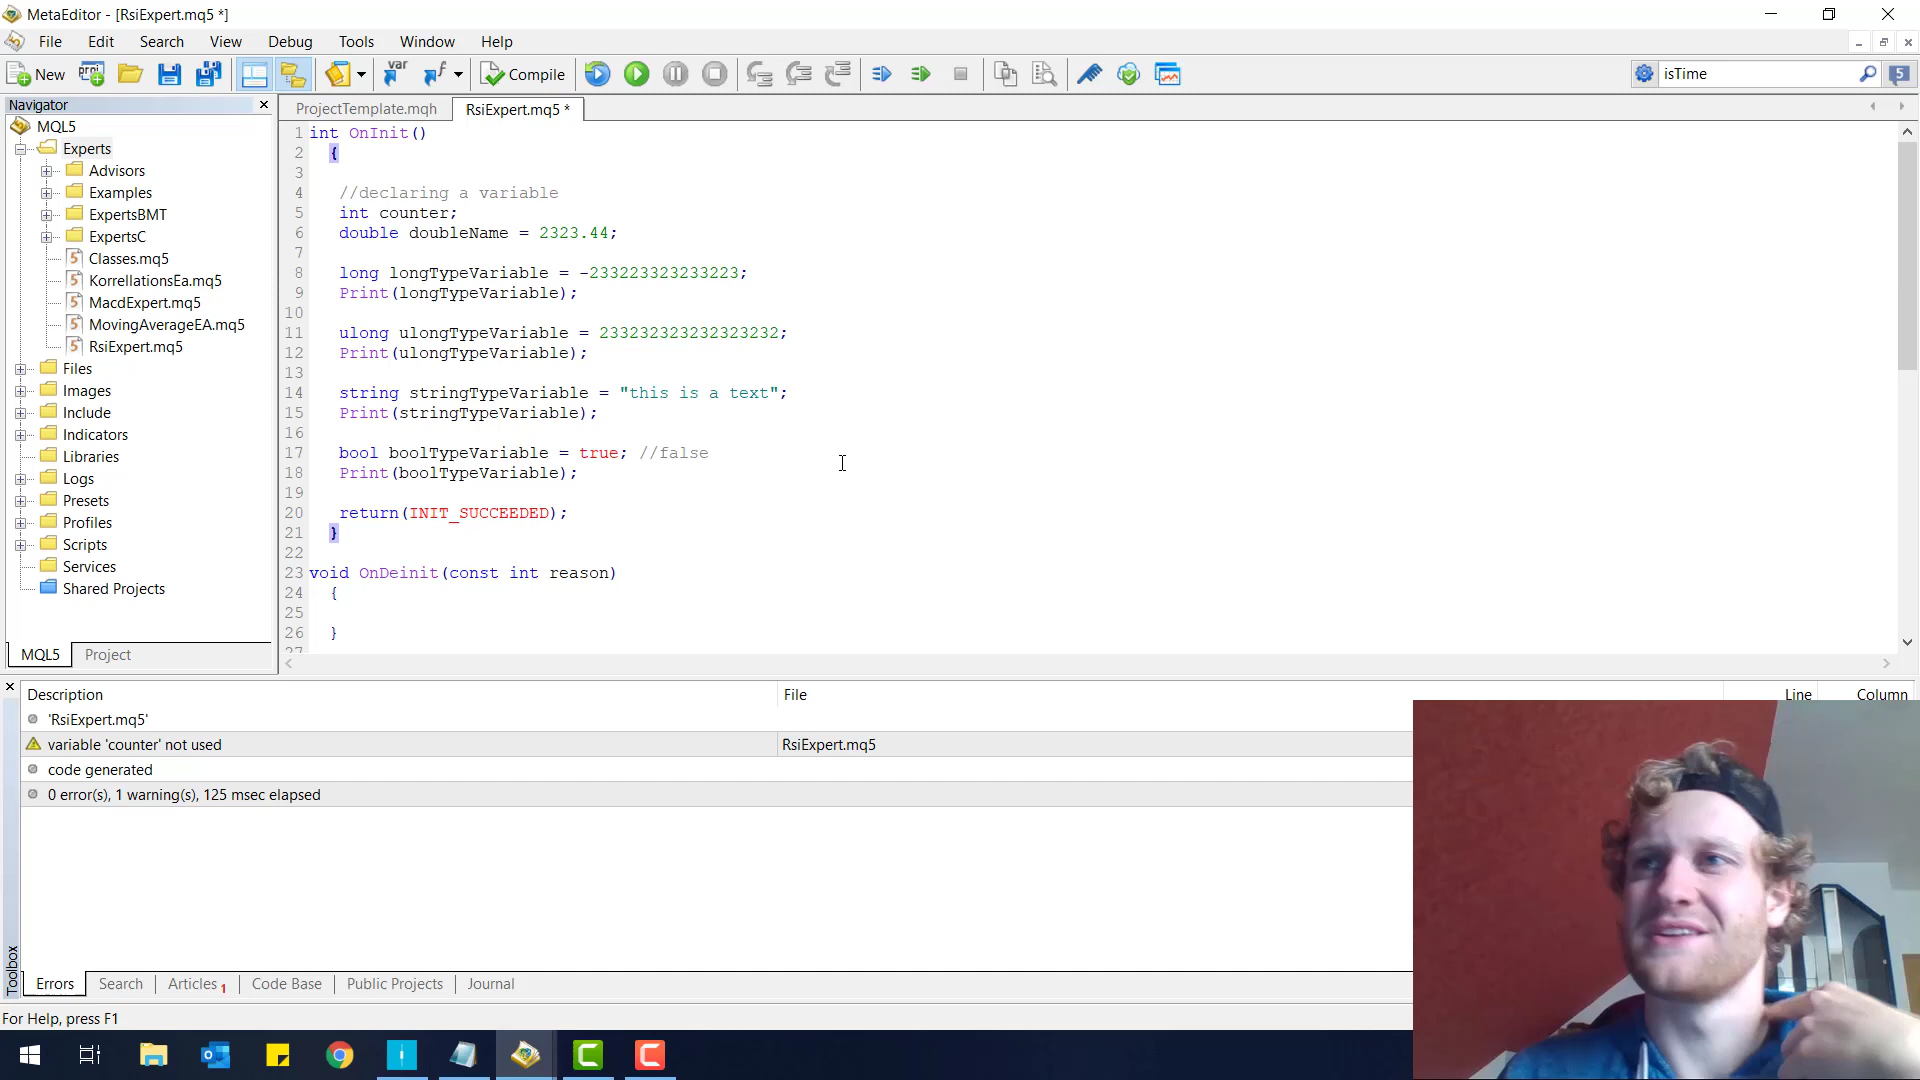 MetaEditor - [RsiExpert.mq5 *]
File Edit Search View Debug Tools Window Help
New Compile isTime 5
Navigator
MQL5
Experts
Advisors
Examples
ExpertsBMT
ExpertsC
Classes.mq5
KorrellationsEa.mq5
MacdExpert.mq5
MovingAverageEA.mq5
RsiExpert.mq5
Files
Images
Include
Indicators
Libraries
Logs
Presets
Profiles
Scripts
Services
Shared Projects
MQL5 Project
ProjectTemplate.mqh RsiExpert.mq5 *
1 int OnInit()
2 {
3
4 //declaring a variable
5 int counter;
6 double doubleName = 2323.44;
7
8 long longTypeVariable = -233223323233223;
9 Print(longTypeVariable);
10
11 ulong ulongTypeVariable = 233232323232323232;
12 Print(ulongTypeVariable);
13
14 string stringTypeVariable = "this is a text";
15 Print(stringTypeVariable);
16
17 bool boolTypeVariable = true; //false
18 Print(boolTypeVariable);
19
20 return(INIT_SUCCEEDED);
21 }
22
23 void OnDeinit(const int reason)
24 {
25
26 }
27
Description File Line Column
'RsiExpert.mq5'
variable 'counter' not used RsiExpert.mq5
code generated
0 error(s), 1 warning(s), 125 msec elapsed
Toolbox
Errors Search Articles 1 Code Base Public Projects Journal
For Help, press F1